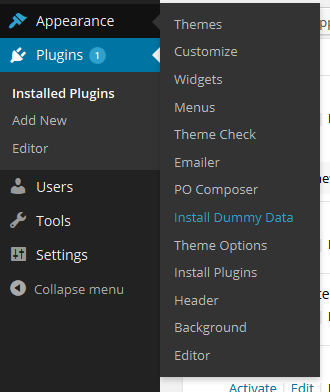 Appearance
Plugins 1
Installed Plugins
Add New
Editor
Users
Tools
Settings
Collapse menu
Themes
Customize
Widgets
Menus
Theme Check
Emailer
PO Composer
Install Dummy Data
Theme Options
Install Plugins
Header
Background
Editor
Activate | Edit